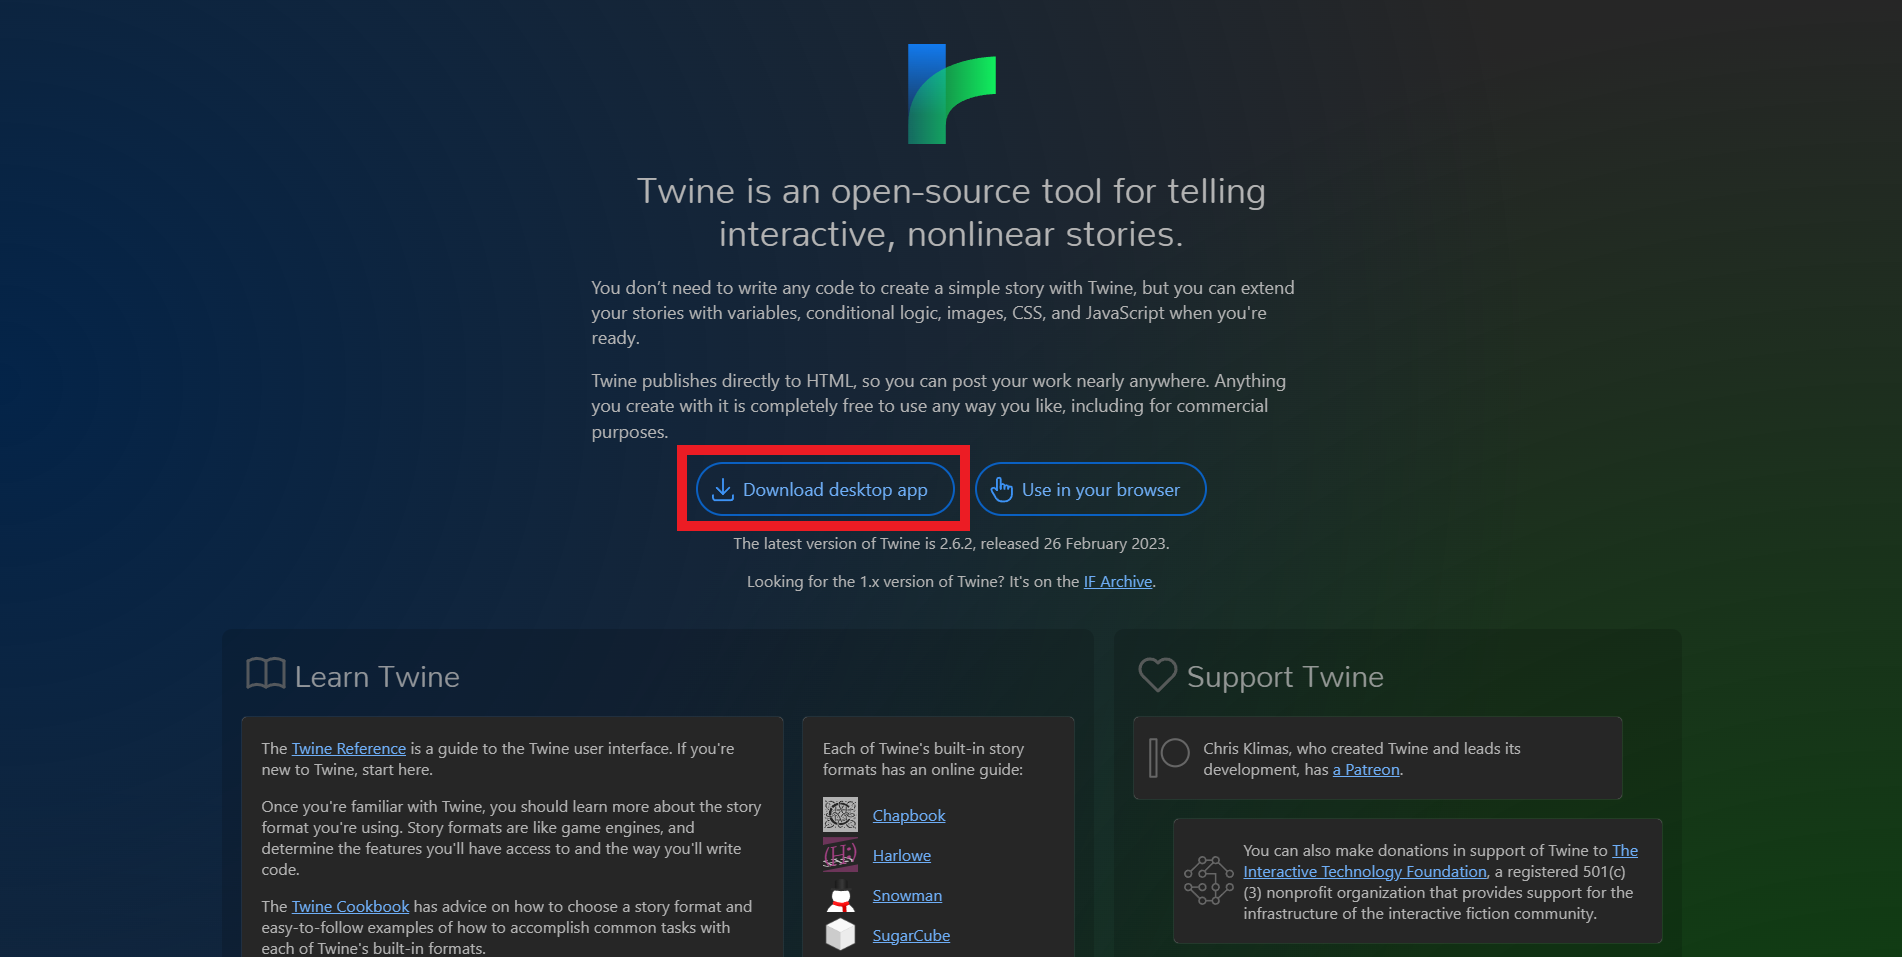 Twine is an open-source tool for telling
interactive, nonlinear stories.
You don’t need to write any code to create a simple story with Twine, but you can extend
your stories with variables, conditional logic, images, CSS, and JavaScript when you're
ready.
Twine publishes directly to HTML, so you can post your work nearly anywhere. Anything
you create with it is completely free to use any way you like, including for commercial
purposes.
Download desktop app
Use in your browser
The latest version of Twine is 2.6.2, released 26 February 2023.
Looking for the 1.x version of Twine? It's on the IF Archive.
Learn Twine
The Twine Reference is a guide to the Twine user interface. If you're
new to Twine, start here.
Once you're familiar with Twine, you should learn more about the story
format you're using. Story formats are like game engines, and
determine the features you'll have access to and the way you'll write
code.
The Twine Cookbook has advice on how to choose a story format and
easy-to-follow examples of how to accomplish common tasks with
each of Twine's built-in formats.
Each of Twine's built-in story
formats has an online guide:
Chapbook
Harlowe
Snowman
SugarCube
Support Twine
Chris Klimas, who created Twine and leads its
development, has a Patreon.
You can also make donations in support of Twine to The
Interactive Technology Foundation, a registered 501(c)
(3) nonprofit organization that provides support for the
infrastructure of the interactive fiction community.